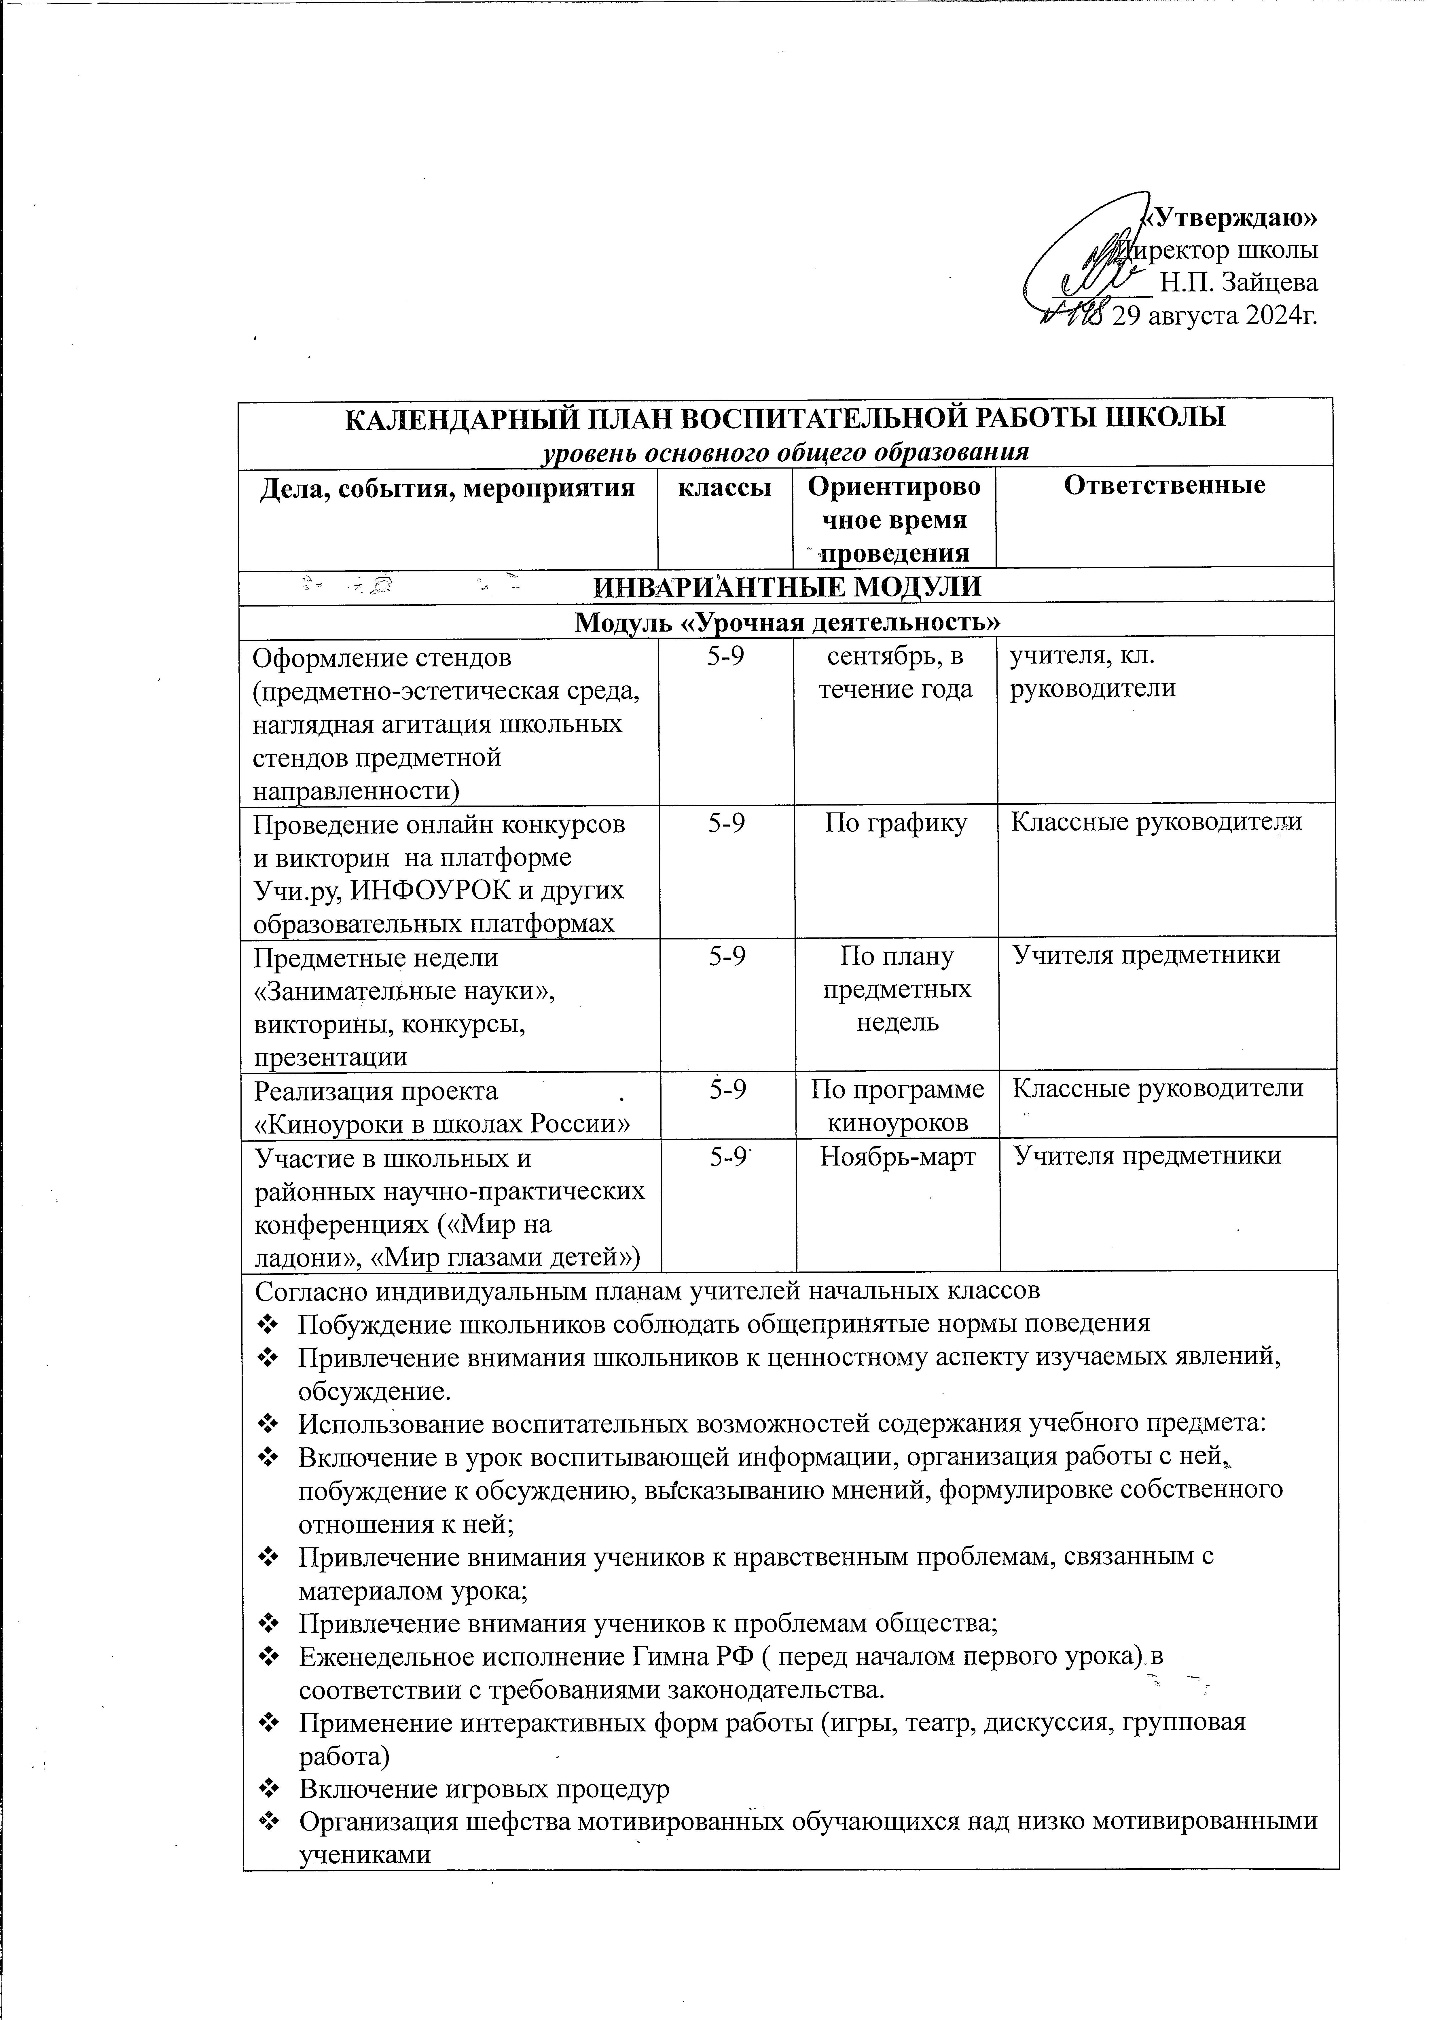 «Утверждаю»
Директор школы
________ Н.П. Зайцева
№148 29 августа 2024г.
КАЛЕНДАРНЫЙ ПЛАН ВОСПИТАТЕЛЬНОЙ РАБОТЫ ШКОЛЫ
уровень основного общего образования
Дела, события, мероприятия
классы
Ориентирово
чное время
проведения
Ответственные
ИНВАРИАНТНЫЕ МОДУЛИ
Модуль «Урочная деятельность»
Оформление стендов
(предметно-эстетическая среда,
наглядная агитация школьных
стендов предметной
направленности)
5-9
сентябрь, в
течение года
учителя, кл.
руководители
Проведение онлайн конкурсов
и викторин на платформе
Учи.ру, ИНФОУРОК и других
образовательных платформах
5-9
По графику
Классные руководители
Предметные недели
«Занимательные науки»,
викторины, конкурсы,
презентации
5-9
По плану
предметных
недель
Учителя предметники
Реализация проекта
«Киноуроки в школах России»
5-9
По программе
киноуроков
Классные руководители
Участие в школьных и
районных научно-практических
конференциях («Мир на
ладони», «Мир глазами детей»)
5-9
Ноябрь-март
Учителя предметники
Согласно индивидуальным планам учителей начальных классов
❖ Побуждение школьников соблюдать общепринятые нормы поведения
❖ Привлечение внимания школьников к ценностному аспекту изучаемых явлений,
обсуждение.
❖ Использование воспитательных возможностей содержания учебного предмета:
❖ Включение в урок воспитывающей информации, организация работы с ней,
побуждение к обсуждению, высказыванию мнений, формулировке собственного
отношения к ней;
❖ Привлечение внимания учеников к нравственным проблемам, связанным с
материалом урока;
❖ Привлечение внимания учеников к проблемам общества;
❖ Еженедельное исполнение Гимна РФ ( перед началом первого урока) в
соответствии с требованиями законодательства.
❖ Применение интерактивных форм работы (игры, театр, дискуссия, групповая
работа)
❖ Включение игровых процедур
❖ Организация шефства мотивированных обучающихся над низко мотивированными
учениками